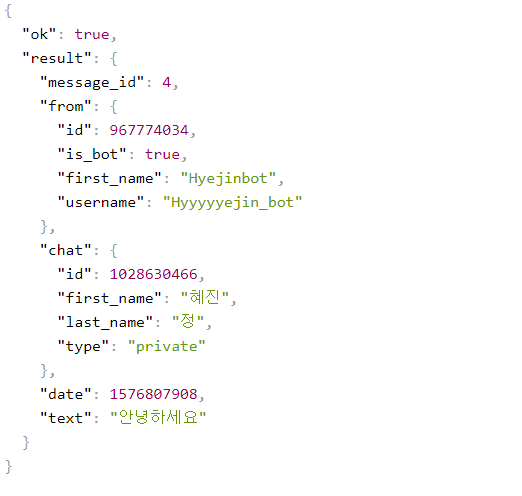 {
  "ok": true,
  "result": {
    "message_id": 4,
    "from": {
      "id": 967774034,
      "is_bot": true,
      "first_name": "Hyejinbot",
      "username": "Hyyyyyejin_bot"
    },
    "chat": {
      "id": 1028630466,
      "first_name": "혜진",
      "last_name": "정",
      "type": "private"
    },
    "date": 1576807908,
    "text": "안녕하세요"
  }
}